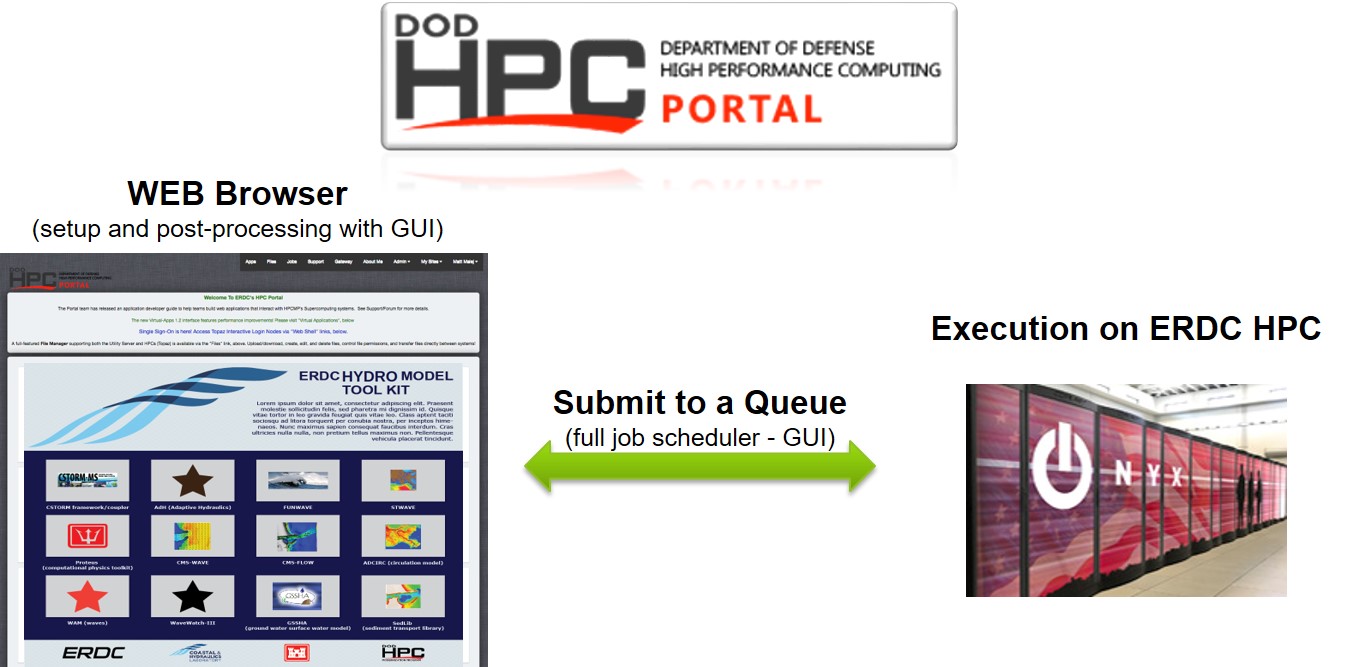 DOD
HPC
DEPARTMENT OF DEFENSE
HIGH PERFORMANCE COMPUTING
PORTAL
WEB Browser
(setup and post-processing with GUI)
DOD
HPC
DEPARTMENT OF DEFENSE
HIGH PERFORMANCE COMPUTING
PORTAL
Apps Files Jobs Support Gateway About Me Admin My Sites Matt Malej
Welcome To ERDC's HPC Portal
The Portal team has released an application developer guide to help teams build web applications that interact with HPCMP's Supercomputing systems. See Support/Forum for more details.
The new Virtual-Apps 1.2 interface features performance improvements! Please visit "Virtual Applications", below
Single Sign-On is here! Access Topaz Interactive Login Nodes via "Web Shell" links, below.
A full-featured File Manager supporting both the Utility Server and HPCs (Topaz) is available via the "Files" link, above. Upload/download, create, edit, and delete files, control file permissions, and transfer files directly between systems!
ERDC HYDRO MODEL
TOOL KIT
Lorem ipsum dolor sit amet, consectetur adipiscing elit. Praesent
molestie sollicitudin felis, sed pharetra mi dignissim id. Quisque
vitae tortor in leo gravida feugiat quis vitae leo. Class aptent taciti
sociosqu ad litora torquent per conubia nostra, per inceptos hime-
naeos. Nunc maximus sapien consequat faucibus interdum. Cras
ultricies nulla nulla, non pretium tellus maximus non. Pellentesque
vehicula placerat tincidunt.
CSTORM-MS
CSTORM framework/coupler
AdH (Adaptive Hydraulics)
FUNWAVE
STWAVE
Proteus
(computational physics toolkit)
CMS-WAVE
CMS-FLOW
ADCIRC (circulation model)
WAM (waves)
WaveWatch-III
GSSHA
GSSHA
(ground water surface water model)
SedLib
(sediment transport library)
ERDC
COASTAL &
HYDRAULICS
LABORATORY
DOD
HPC
Submit to a Queue
(full job scheduler - GUI)
Execution on ERDC HPC
NYX